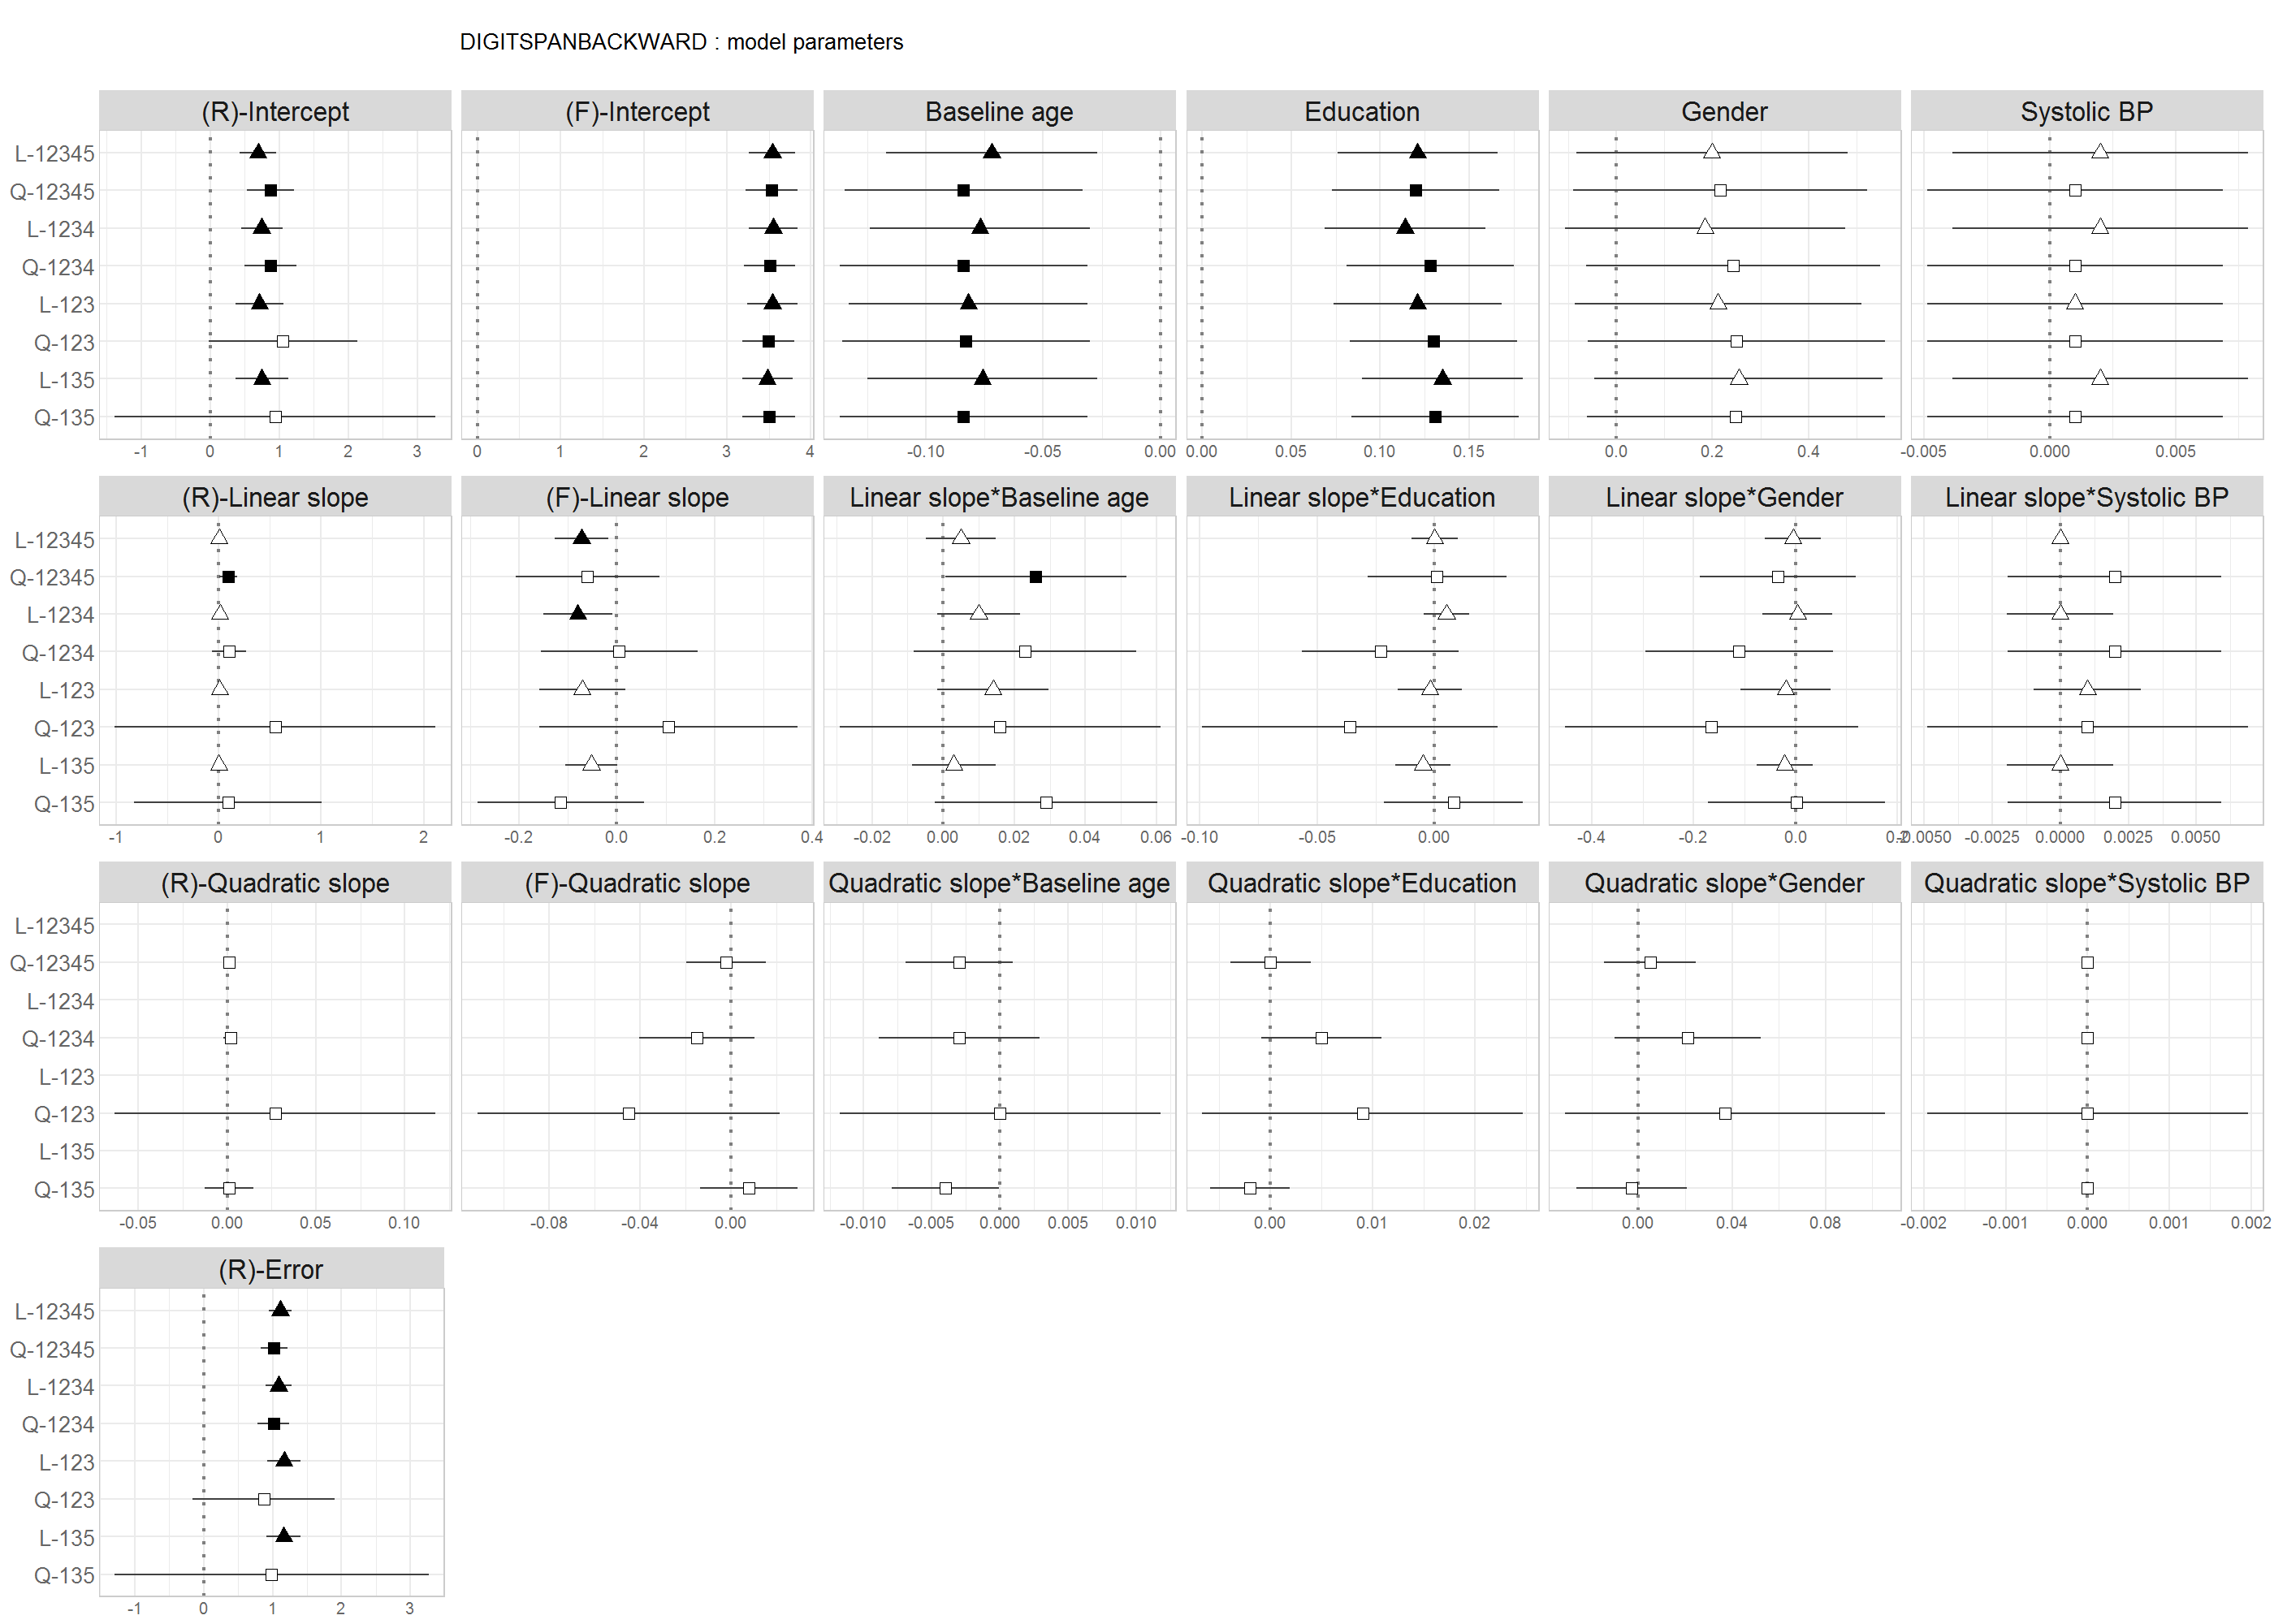 DIGITSPANBACKWARD : model parameters
(R)-Intercept (F)-Intercept Baseline age Education Gender Systolic BP
L-12345
Q-12345
L-1234
Q-1234
L-123
Q-123
L-135
Q-135
-1 0 1 2 3 0 1 2 3 4 -0.10 -0.05 0.00 0.00 0.05 0.10 0.15 0.0 0.2 0.4 -0.005 0.000 0.005
(R)-Linear slope (F)-Linear slope Linear slope*Baseline age Linear slope*Education Linear slope*Gender Linear slope*Systolic BP
L-12345
Q-12345
L-1234
Q-1234
L-123
Q-123
L-135
Q-135
-1 0 1 2 -0.2 0.0 0.2 0.4 -0.02 0.00 0.02 0.04 0.06 -0.10 -0.05 0.00 -0.4 -0.2 0.0 0.2 -0.0050 -0.0025 0.0000 0.0025 0.0050
(R)-Quadratic slope (F)-Quadratic slope Quadratic slope*Baseline age Quadratic slope*Education Quadratic slope*Gender Quadratic slope*Systolic BP
L-12345
Q-12345
L-1234
Q-1234
L-123
Q-123
L-135
Q-135
-0.05 0.00 0.05 0.10 -0.08 -0.04 0.00 -0.010 -0.005 0.000 0.005 0.010 0.00 0.01 0.02 0.00 0.04 0.08 -0.002 -0.001 0.000 0.001 0.002
(R)-Error
L-12345
Q-12345
L-1234
Q-1234
L-123
Q-123
L-135
Q-135
-1 0 1 2 3